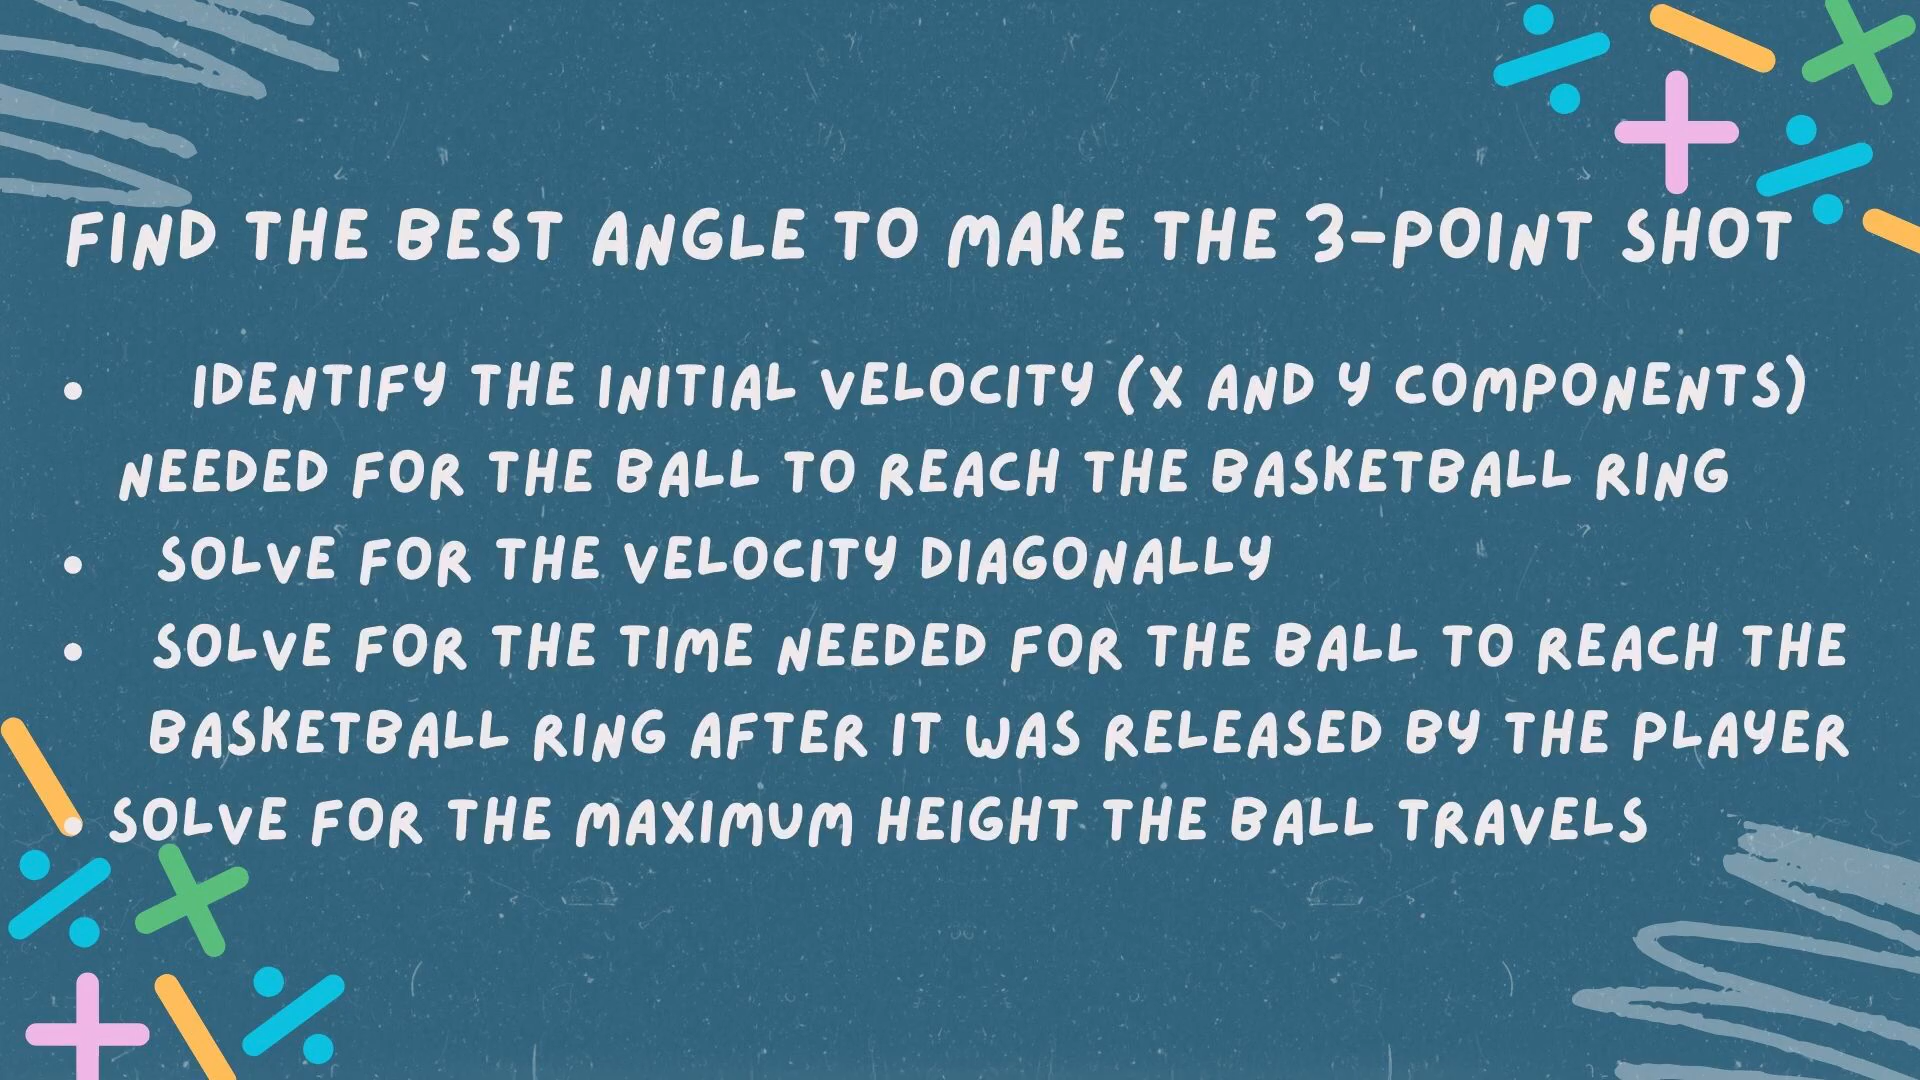 FIND THE BEST ANGLE TO MAKE THE 3-POINT SHOT
• IDENTIFY THE INITIAL VELOCITY (X AND Y COMPONENTS)
NEEDED FOR THE BALL TO REACH THE BASKETBALL RING
• SOLVE FOR THE VELOCITY DIAGONALLY
• SOLVE FOR THE TIME NEEDED FOR THE BALL TO REACH THE
BASKETBALL RING AFTER IT WAS RELEASED BY THE PLAYER
• SOLVE FOR THE MAXIMUM HEIGHT THE BALL TRAVELS